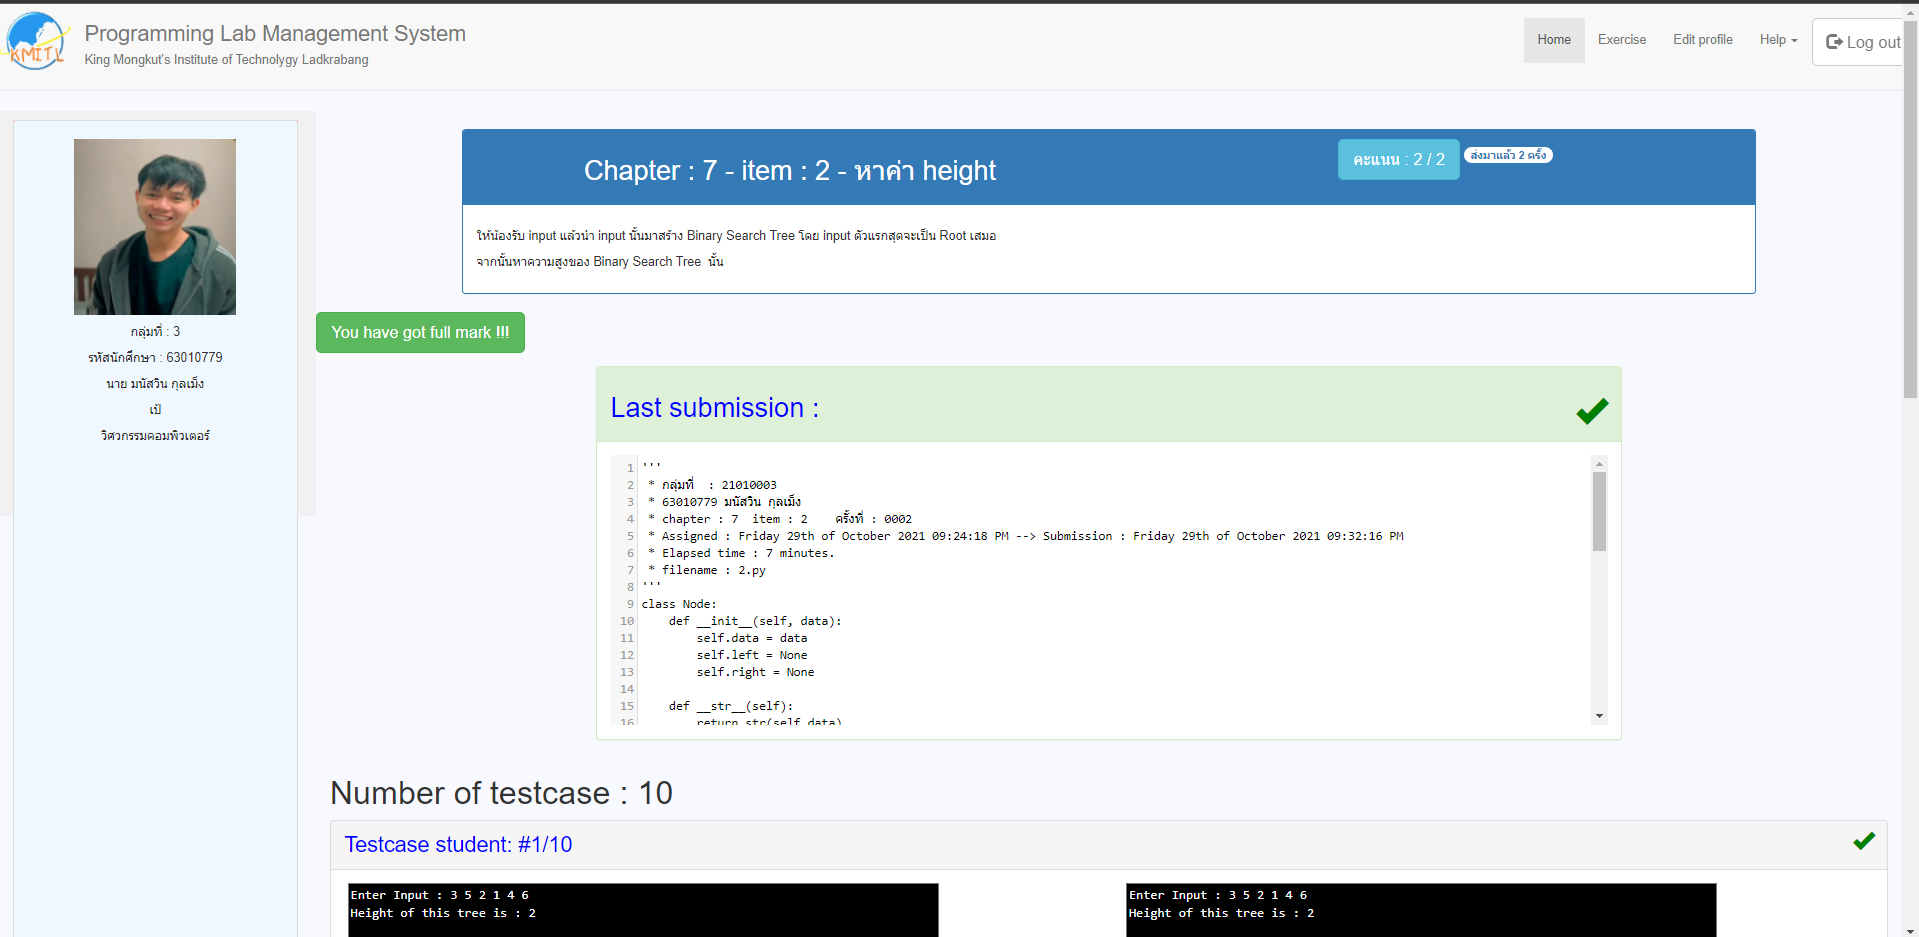 KMITL
Programming Lab Management System
King Mongkut's Institute of Technolygy Ladkrabang
Home
Exercise
Edit profile
Help
Log out
กลุ่มที่ : 3
รหัสนักศึกษา : 63010779
นาย มนัสวิน กุลเม็ง
เป้
วิศวกรรมคอมพิวเตอร์
Chapter : 7 - item : 2 - หาค่า height
คะแนน : 2 / 2
ส่งมาแล้ว 2 ครั้ง
ให้น้องรับ input แล้วนำ input นั้นมาสร้าง Binary Search Tree โดย input ตัวแรกสุดจะเป็น Root เสมอ
จากนั้นหาความสูงของ Binary Search Tree นั้น
You have got full mark !!!
Last submission :
1 '''
2 * กลุ่มที่ : 21010003
3 * 63010779 มนัสวิน กุลเม็ง
4 * chapter : 7 item : 2 ครั้งที่ : 0002
5 * Assigned : Friday 29th of October 2021 09:24:18 PM --> Submission : Friday 29th of October 2021 09:32:16 PM
6 * Elapsed time : 7 minutes.
7 * filename : 2.py
8 '''
9 class Node:
10 def __init__(self, data):
11 self.data = data
12 self.left = None
13 self.right = None
14
15 def __str__(self):
16 return str(self.data)
Number of testcase : 10
Testcase student: #1/10
Enter Input : 3 5 2 1 4 6
Height of this tree is : 2
Enter Input : 3 5 2 1 4 6
Height of this tree is : 2